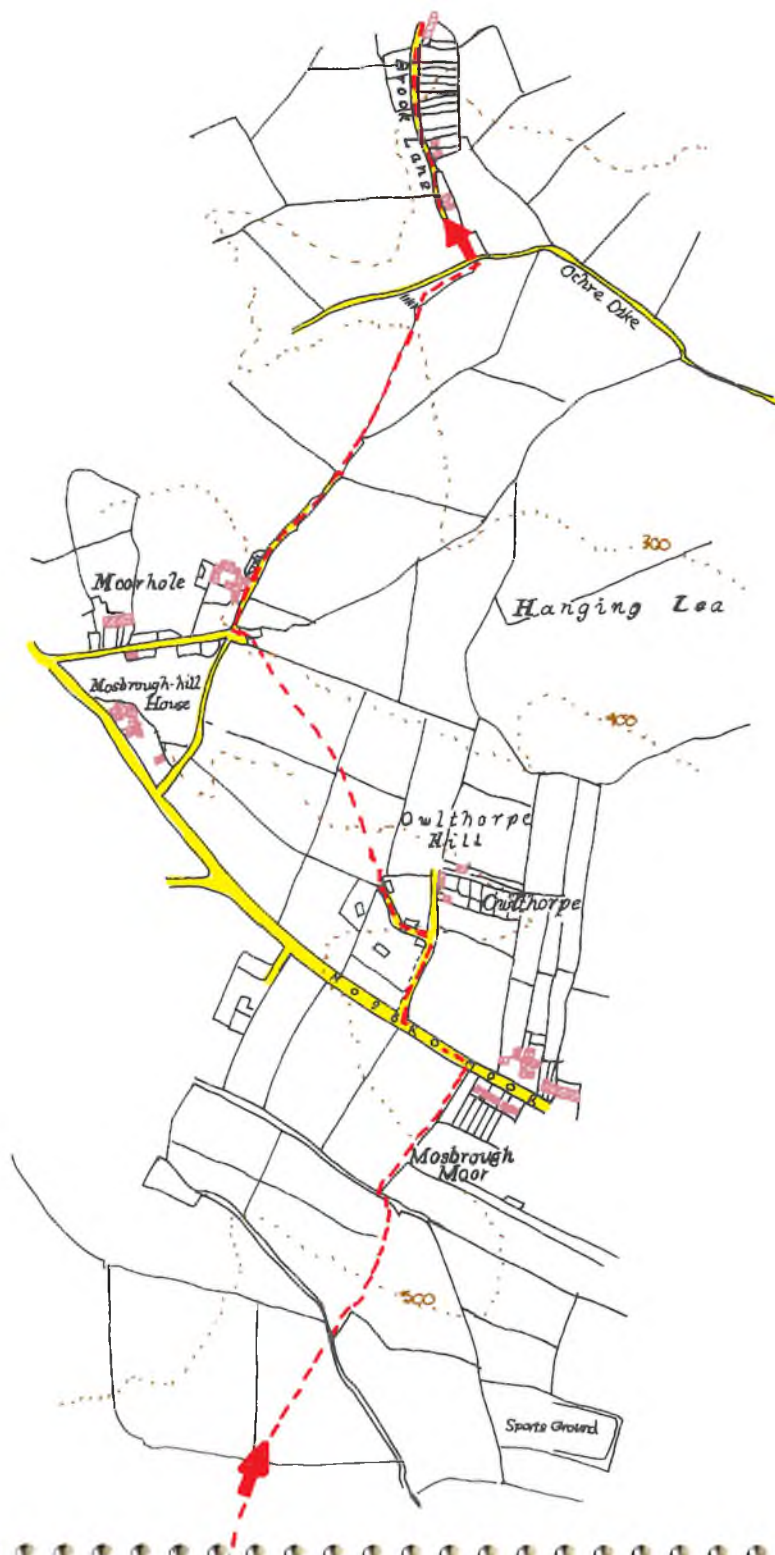 Brook Lane
Ochre Dike
300
Moorhole
Hanging Lea
Mosbrough-hill
House
400
Owlthorpe
Hill
Owlthorpe
MOOR
Mosbrough
Moor
500
Sports Ground